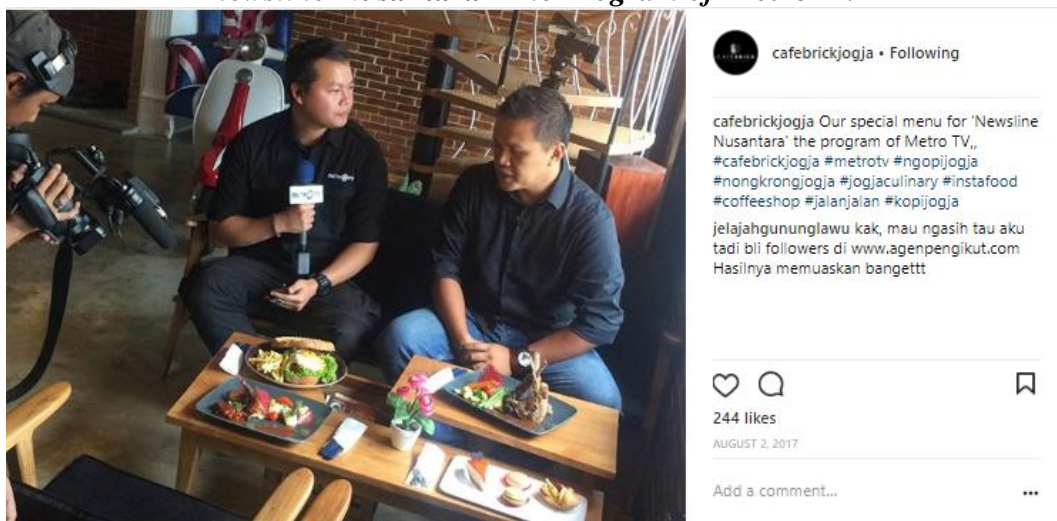 cafebrickjogja • Following
cafebrickjogja Our special menu for 'Newsline
Nusantara' the program of Metro TV,,
#cafebrickjogja #metrotv #ngopijogja
#nongkrongjogja #jogjaculinary #instafood
#coffeeshop #jalanjalan #kopijogja
jelajahgununglawu kak, mau ngasih tau aku
tadi bli followers di www.agenpengikut.com
Hasilnya memuaskan bangettt
244 likes
AUGUST 2, 2017
Add a comment...